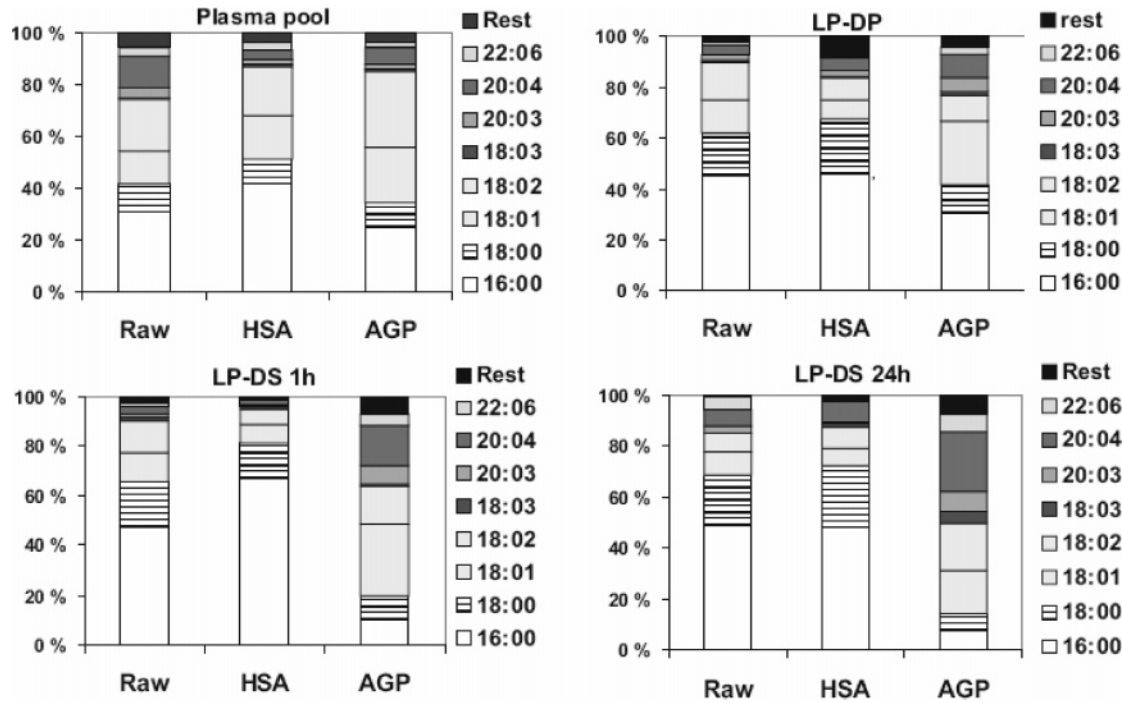 Plasma pool
100 %
80 %
60 %
40 %
20 %
0 %
Raw
HSA
AGP
Rest
22:06
20:04
20:03
18:03
18:02
18:01
18:00
16:00
LP-DP
100 %
80 %
60 %
40 %
20 %
0 %
Raw
HSA
AGP
rest
22:06
20:04
20:03
18:03
18:02
18:01
18:00
16:00
LP-DS 1h
100 %
80 %
60 %
40 %
20 %
0 %
Raw
HSA
AGP
Rest
22:06
20:04
20:03
18:03
18:02
18:01
18:00
16:00
LP-DS 24h
100 %
80 %
60 %
40 %
20 %
0 %
Raw
HSA
AGP
Rest
22:06
20:04
20:03
18:03
18:02
18:01
18:00
16:00